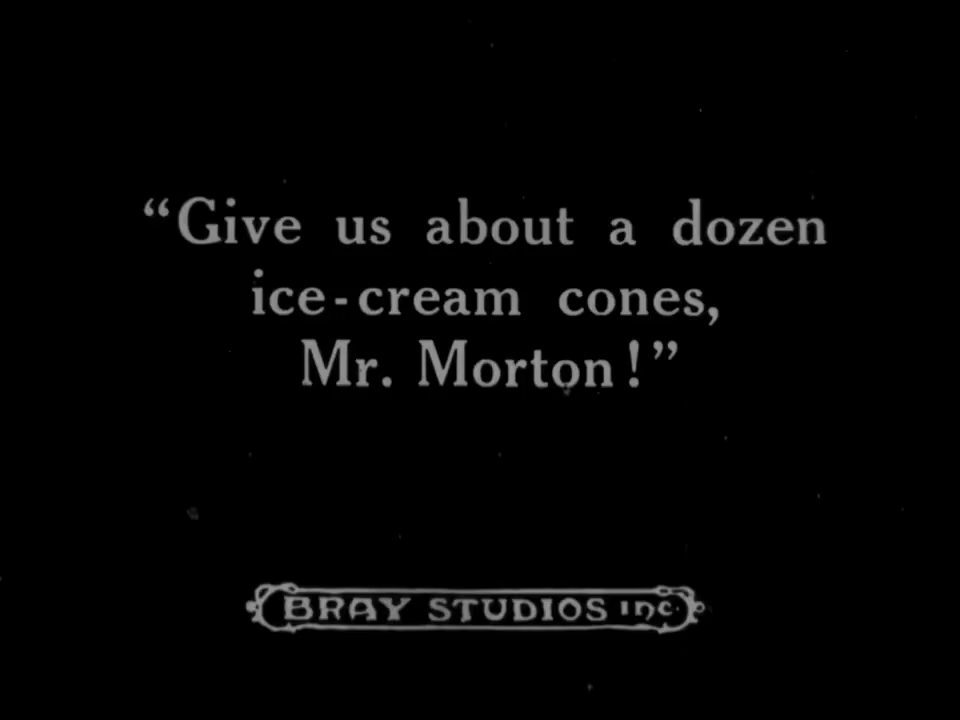 “Give us about a dozen
ice-cream cones,
Mr. Morton!”
BRAY STUDIOS Inc.